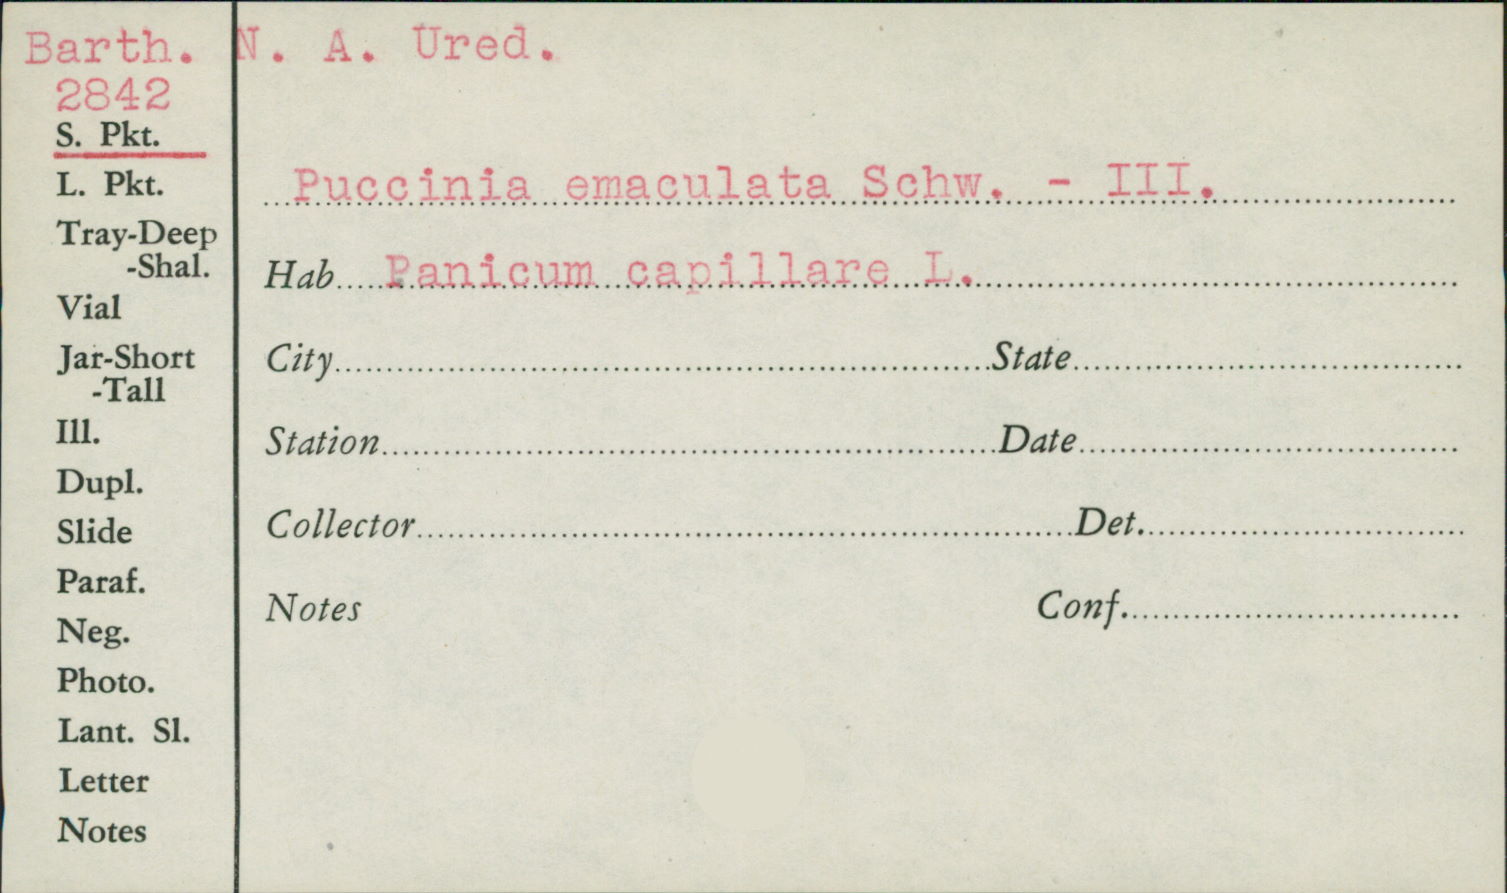 Barth. N. A. Ured.
2842
S. Pkt.
L. Pkt.
Tray-Deep
-Shal.
Vial
Jar-Short
-Tall
Ill.
Dupl.
Slide
Paraf.
Neg.
Photo.
Lant. Sl.
Letter
Notes
Puccinia emaculata Schw. - III.
Hab. Panicum capillare L.
City State
Station Date
Collector Det.
Notes Conf.